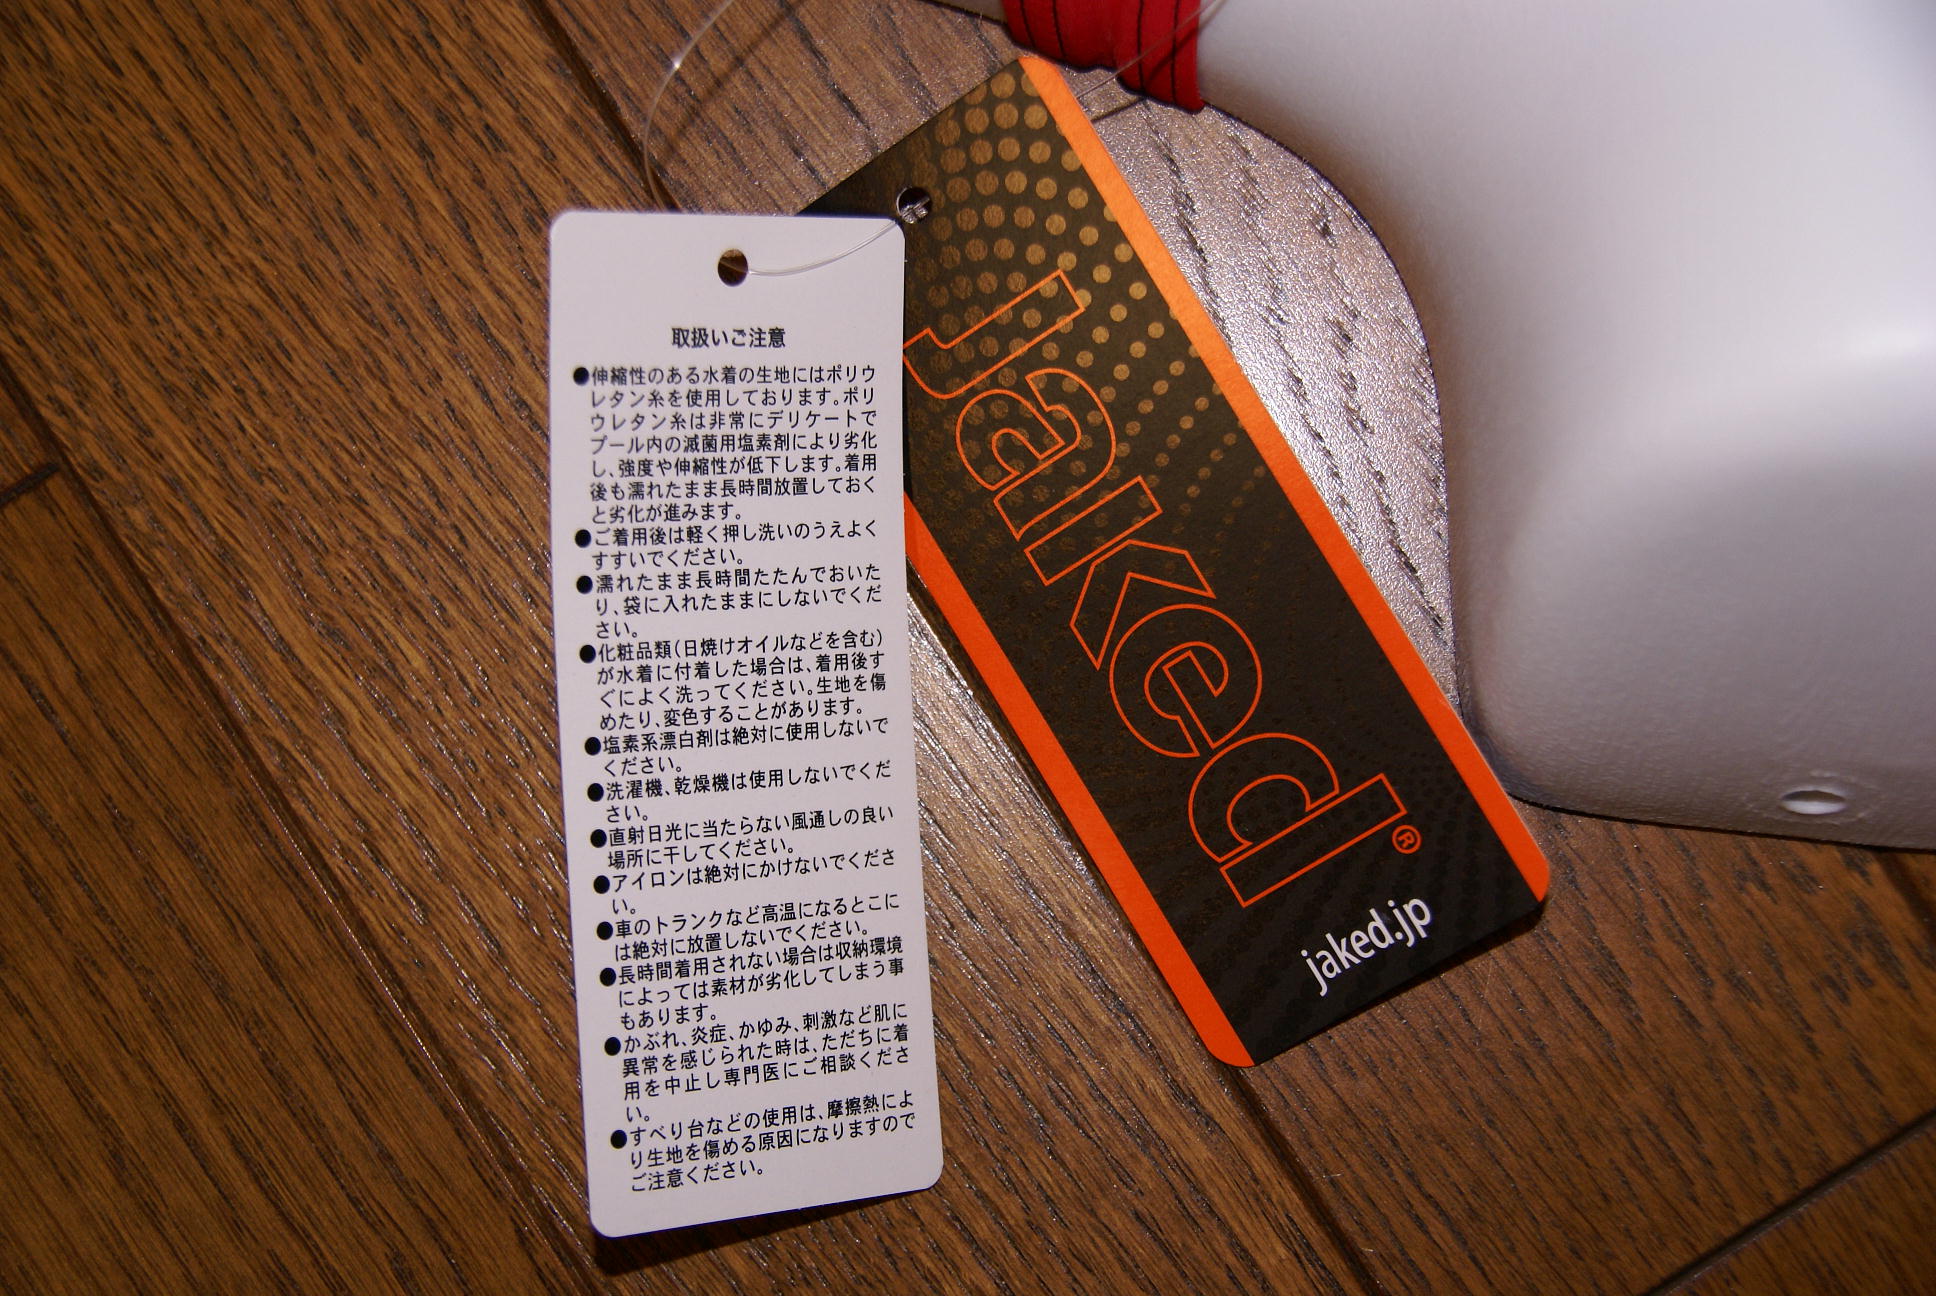 取扱いご注意
●伸縮性のある水着の生地にはポリウ
レタン糸を使用しております。ポリ
ウレタン糸は非常にデリケートで
プール内の滅菌用塩素剤により劣化
し、強度や伸縮性が低下します。着用
後も濡れたまま長時間放置しておく
と劣化が進みます。
●ご着用後は軽く押し洗いのうえよく
すすいでください。
●濡れたまま長時間たたんでおいた
り、袋に入れたままにしないでくだ
さい。
●化粧品類(日焼けオイルなどを含む)
が水着に付着した場合は、着用後す
ぐによく洗ってください。生地を傷
めたり、変色することがあります。
●塩素系漂白剤は絶対に使用しないで
ください。
●洗濯機、乾燥機は使用しないでくだ
さい。
●直射日光に当たらない風通しの良い
場所に干してください。
●アイロンは絶対にかけないでくださ
い。
●車のトランクなど高温になるとこに
は絶対に放置しないでください。
●長時間着用されない場合は収納環境
によっては素材が劣化してしまう事
もあります。
●かぶれ、炎症、かゆみ、刺激など肌に
異常を感じられた時は、ただちに着
用を中止し専門医にご相談くださ
い。
●すべり台などの使用は、摩擦熱によ
り生地を傷める原因になりますので
ご注意ください。
jaked®
jaked.jp